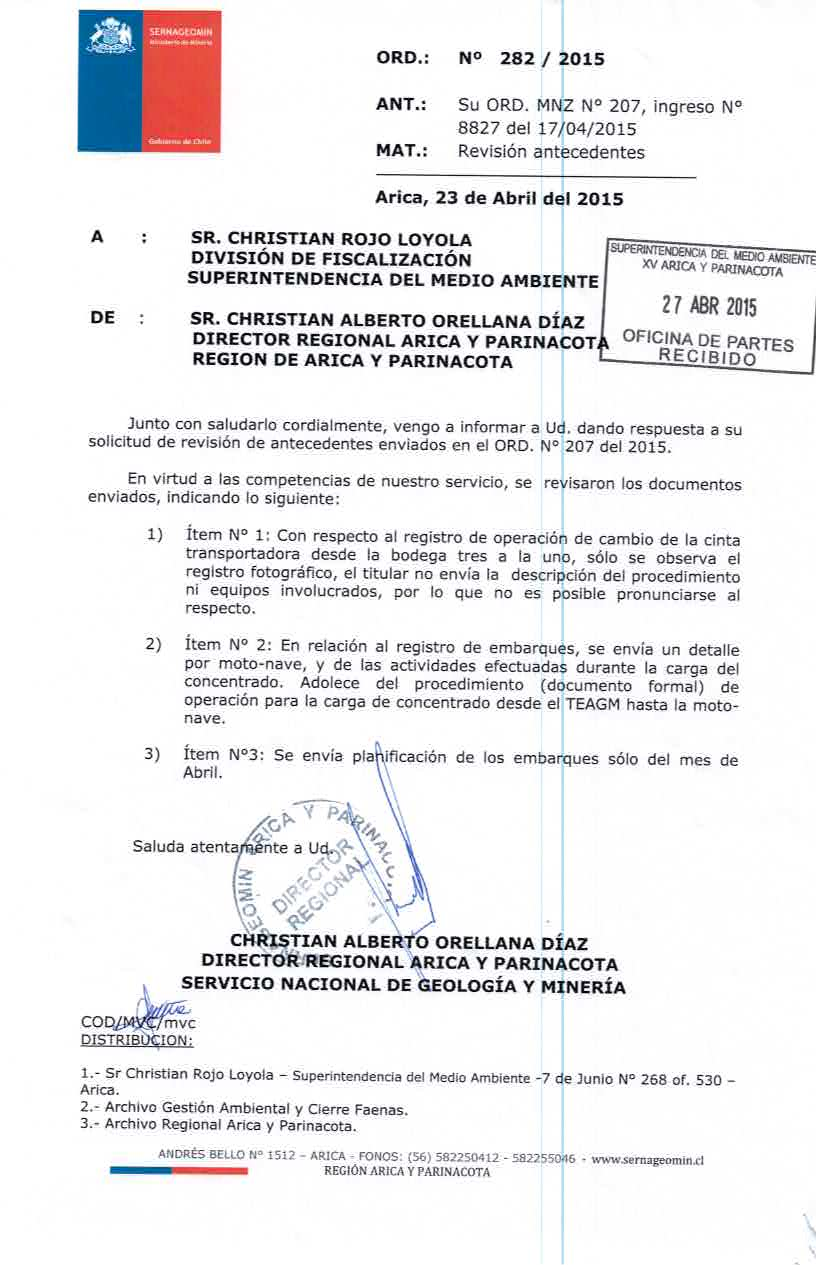 SERNAGEOMIN
Ministerio de Minería
Gobierno de Chile
ORD.: Nº 282 / 2015
ANT.: Su ORD. MNZ Nº 207, ingreso Nº
8827 del 17/04/2015
MAT.: Revisión antecedentes
Arica, 23 de Abril del 2015
A : SR. CHRISTIAN ROJO LOYOLA
DIVISIÓN DE FISCALIZACIÓN
SUPERINTENDENCIA DEL MEDIO AMBIENTE
SUPERINTENDENCIA DEL MEDIO AMBIENTE
XV ARICA Y PARINACOTA
27 ABR 2015
OFICINA DE PARTES
RECIBIDO
DE : SR. CHRISTIAN ALBERTO ORELLANA DÍAZ
DIRECTOR REGIONAL ARICA Y PARINACOTA
REGION DE ARICA Y PARINACOTA
Junto con saludarlo cordialmente, vengo a informar a Ud. dando respuesta a su
solicitud de revisión de antecedentes enviados en el ORD. Nº 207 del 2015.
En virtud a las competencias de nuestro servicio, se revisaron los documentos
enviados, indicando lo siguiente:
1) Ítem Nº 1: Con respecto al registro de operación de cambio de la cinta
transportadora desde la bodega tres a la uno, sólo se observa el
registro fotográfico, el titular no envía la descripción del procedimiento
ni equipos involucrados, por lo que no es posible pronunciarse al
respecto.
2) Ítem Nº 2: En relación al registro de embarques, se envía un detalle
por moto-nave, y de las actividades efectuadas durante la carga del
concentrado. Adolece del procedimiento (documento formal) de
operación para la carga de concentrado desde el TEAGM hasta la moto-
nave.
3) Ítem Nº3: Se envía planificación de los embarques sólo del mes de
Abril.
Saluda atentamente a Ud.
ARICA Y PARINACOTA
DIRECTOR
REGIONAL
CHRISTIAN ALBERTO ORELLANA DÍAZ
DIRECTOR REGIONAL ARICA Y PARINACOTA
SERVICIO NACIONAL DE GEOLOGÍA Y MINERÍA
COD/MVC/mvc
DISTRIBUCION:
1.- Sr Christian Rojo Loyola – Superintendencia del Medio Ambiente -7 de Junio Nº 268 of. 530 –
Arica.
2.- Archivo Gestión Ambiental y Cierre Faenas.
3.- Archivo Regional Arica y Parinacota.
ANDRÉS BELLO Nº 1512 – ARICA - FONOS: (56) 582250412 - 582255046 - www.sernageomin.cl
REGIÓN ARICA Y PARINACOTA